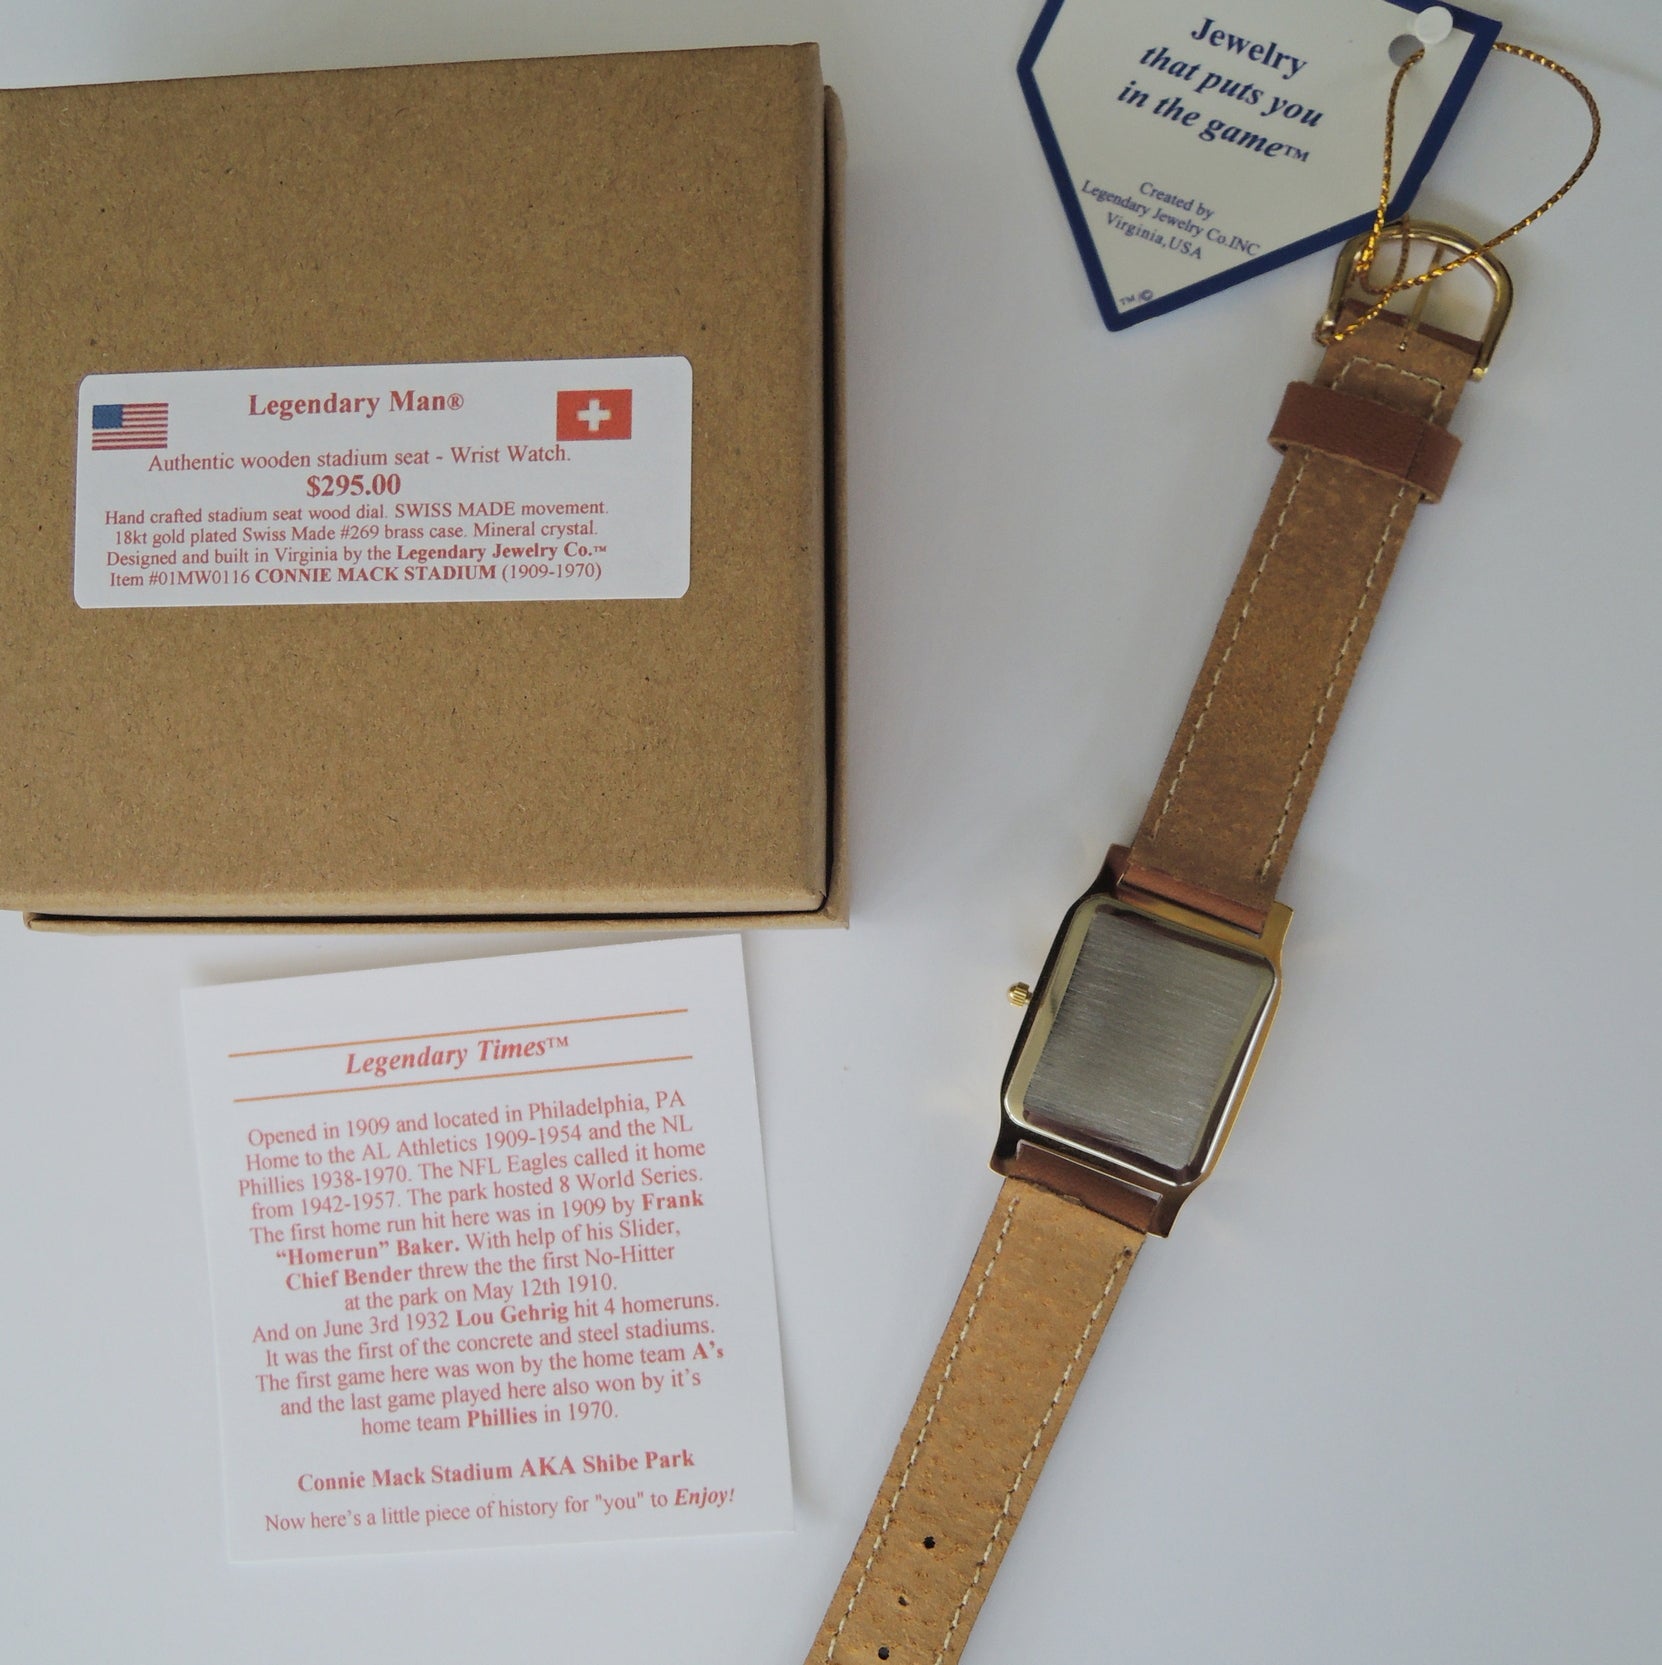 Legendary Man®
Authentic wooden stadium seat - Wrist Watch.
$295.00
Hand crafted stadium seat wood dial. SWISS MADE movement.
18kt gold plated Swiss Made #269 brass case. Mineral crystal.
Designed and built in Virginia by the Legendary Jewelry Co.™
Item #01MW0116 CONNIE MACK STADIUM (1909-1970)
Jewelry
that puts you
in the game™
Created by
Legendary Jewelry Co.INC
Virginia,USA
™©
Legendary Times™
Opened in 1909 and located in Philadelphia, PA
Home to the AL Athletics 1909-1954 and the NL
Phillies 1938-1970. The NFL Eagles called it home
from 1942-1957. The park hosted 8 World Series.
The first home run hit here was in 1909 by Frank
“Homerun” Baker. With help of his Slider,
Chief Bender threw the the first No-Hitter
at the park on May 12th 1910.
And on June 3rd 1932 Lou Gehrig hit 4 homeruns.
It was the first of the concrete and steel stadiums.
The first game here was won by the home team A’s
and the last game played here also won by it’s
home team Phillies in 1970.
Connie Mack Stadium AKA Shibe Park
Now here’s a little piece of history for "you" to Enjoy!